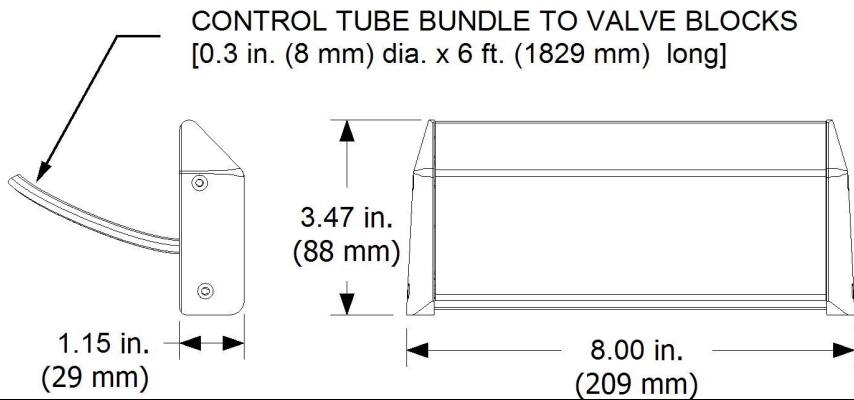 CONTROL TUBE BUNDLE TO VALVE BLOCKS
[0.3 in. (8 mm) dia. x 6 ft. (1829 mm) long]
3.47 in.
(88 mm)
1.15 in.
(29 mm)
8.00 in.
(209 mm)